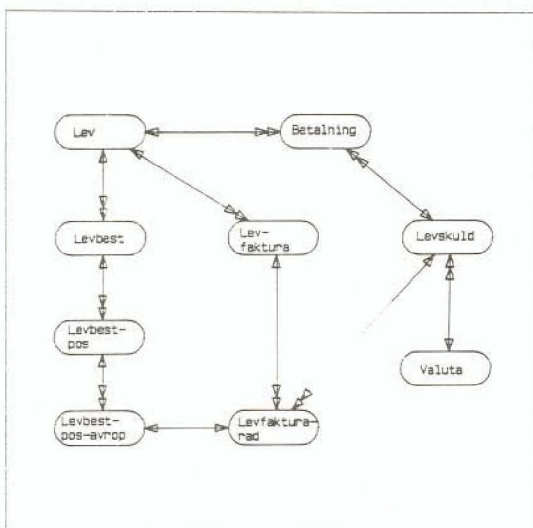 Lev
Betalning
Levbest
Lev-
faktura
Levskuld
Levbest-
pos
Valuta
Levbest-
pos-avrop
Levfaktura-
rad